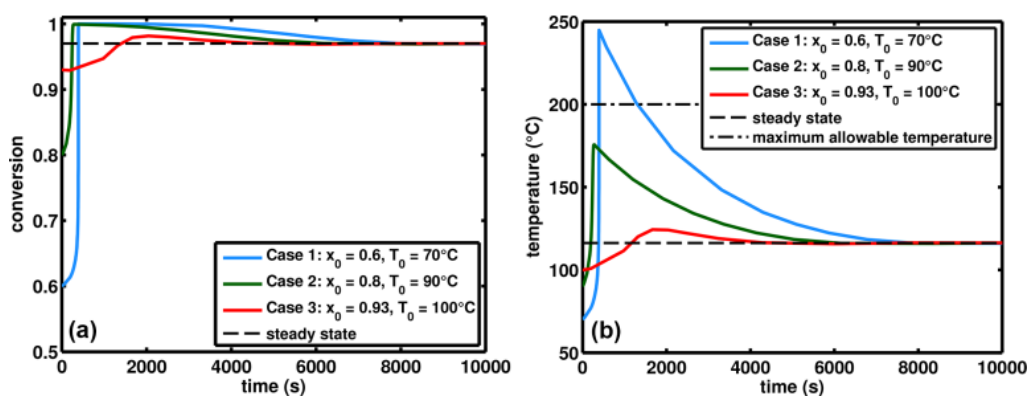 1
0.9
0.8
0.7
0.6
0.5
conversion
Case 1: x0 = 0.6, T0 = 70°C
Case 2: x0 = 0.8, T0 = 90°C
Case 3: x0 = 0.93, T0 = 100°C
steady state
(a)
0 2000 4000 6000 8000 10000
time (s)
250
200
150
100
50
temperature (°C)
Case 1: x0 = 0.6, T0 = 70°C
Case 2: x0 = 0.8, T0 = 90°C
Case 3: x0 = 0.93, T0 = 100°C
steady state
maximum allowable temperature
(b)
0 2000 4000 6000 8000 10000
time (s)